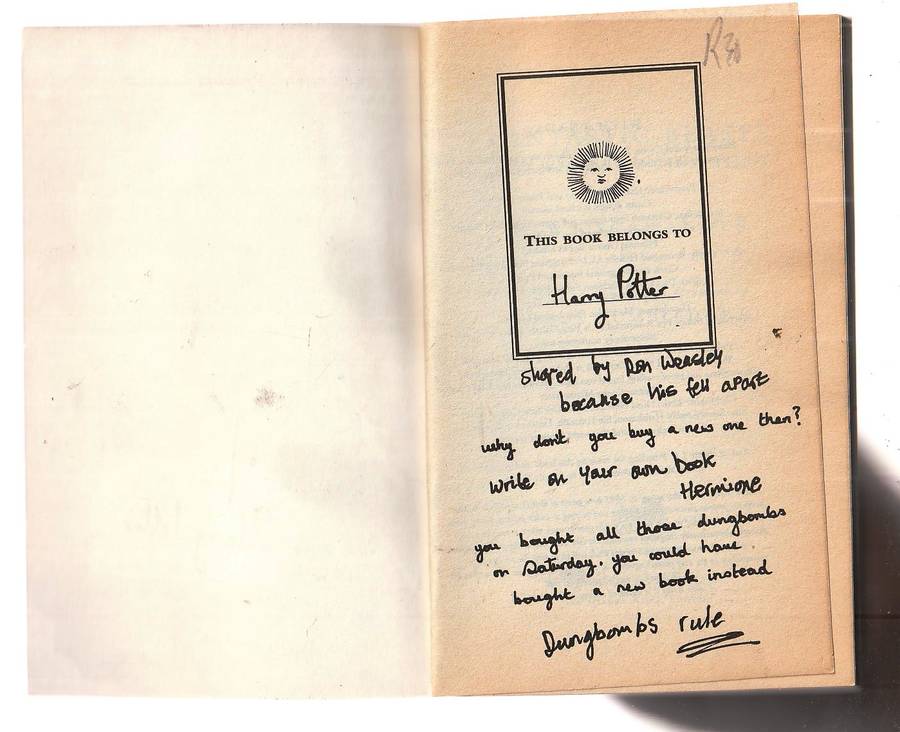 THIS BOOK BELONGS TO
Harry Potter
shared by Ron Weasley
because his fell apart
why don't you buy a new one then?
write on your own book
Hermione
you bought all those dungbombs
on Saturday. you could have
bought a new book instead
Dungbombs rule